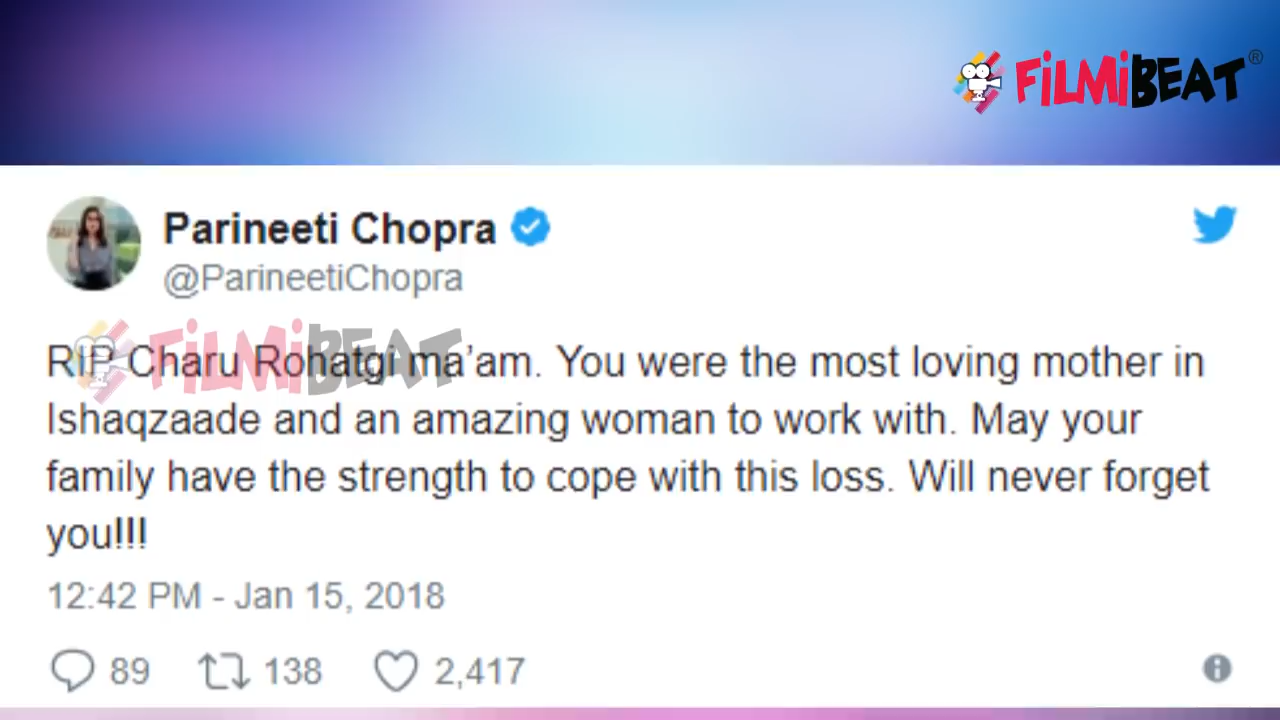 FiLMiBEAT®
Parineeti Chopra
@ParineetiChopra
FiLMiBEAT
RIP Charu Rohatgi ma’am. You were the most loving mother in
Ishaqzaade and an amazing woman to work with. May your
family have the strength to cope with this loss. Will never forget
you!!!
12:42 PM - Jan 15, 2018
89 138 2,417